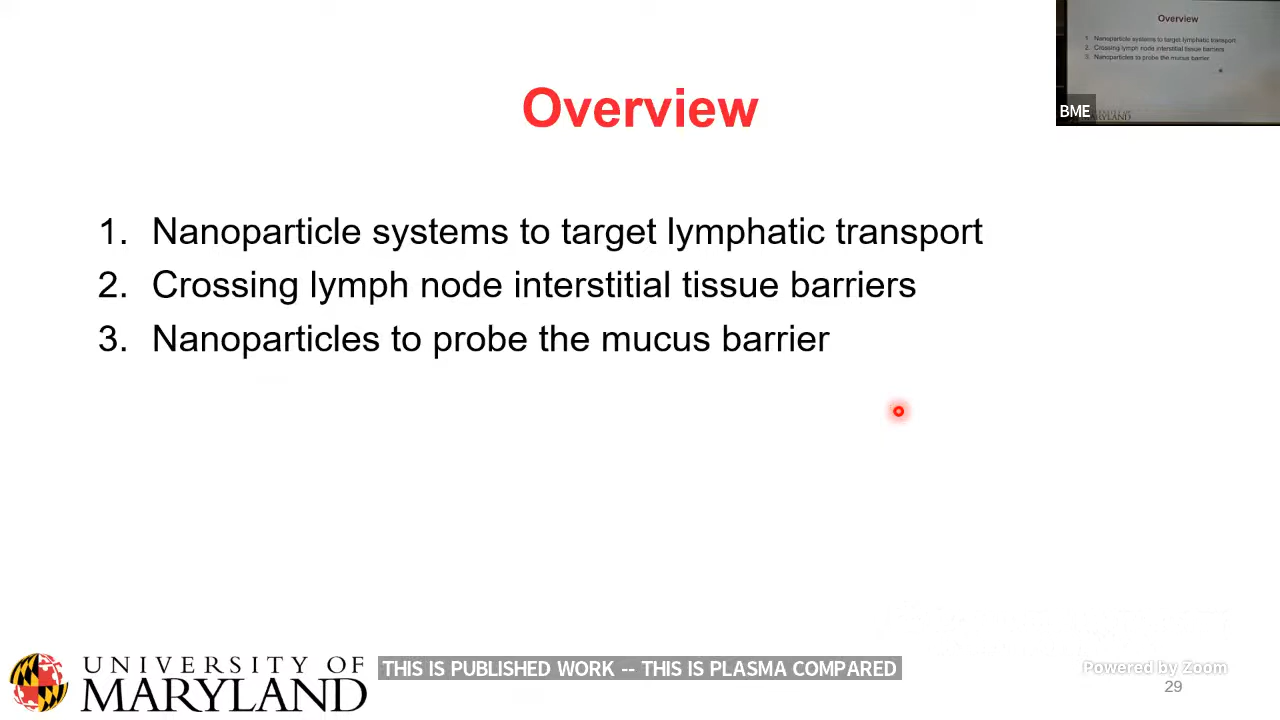 Overview
Overview
1. Nanoparticle systems to target lymphatic transport
2. Crossing lymph node interstitial tissue barriers
3. Nanoparticles to probe the mucus barrier
BME
UNIVERSITY OF
MARYLAND
1. Nanoparticle systems to target lymphatic transport
2. Crossing lymph node interstitial tissue barriers
3. Nanoparticles to probe the mucus barrier
UNIVERSITY OF
MARYLAND
THIS IS PUBLISHED WORK -- THIS IS PLASMA COMPARED
Powered by Zoom
29